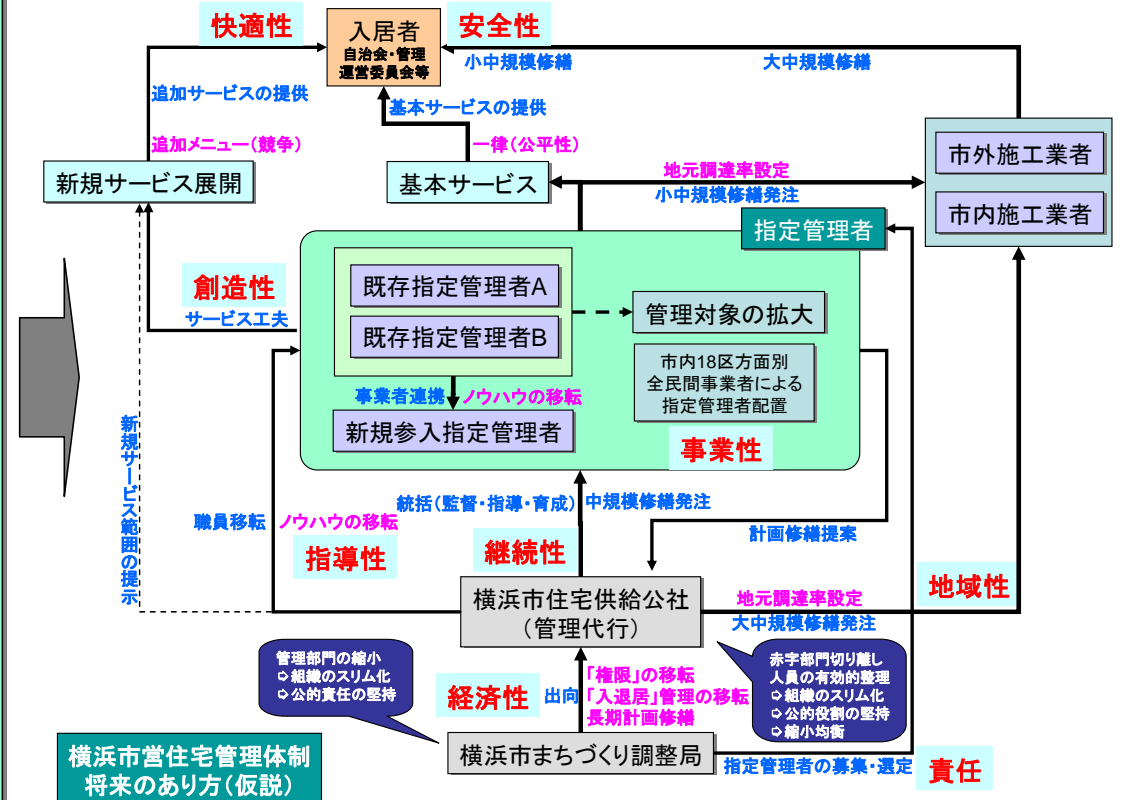 快適性
入居者
自治会・管理
運営委員会等
安全性
小中規模修繕
大中規模修繕
追加サービスの提供
基本サービスの提供
追加メニュー(競争)
一律(公平性)
新規サービス展開
基本サービス
地元調達率設定
小中規模修繕発注
市外施工業者
市内施工業者
指定管理者
創造性
サービス工夫
既存指定管理者A
既存指定管理者B
管理対象の拡大
市内18区方面別
全民間事業者による
指定管理者配置
事業者連携
ノウハウの移転
新規参入指定管理者
事業性
新規サービス範囲の提示
職員移転
ノウハウの移転
指導性
統括(監督・指導・育成)
中規模修繕発注
継続性
計画修繕提案
横浜市住宅供給公社
(管理代行)
地元調達率設定
大中規模修繕発注
地域性
管理部門の縮小
⇨組織のスリム化
⇨公的責任の堅持
経済性
出向
「権限」の移転
「入退居」管理の移転
長期計画修繕
赤字部門切り離し
人員の有効的整理
⇨組織のスリム化
⇨公的役割の堅持
⇨縮小均衡
横浜市まちづくり調整局
指定管理者の募集・選定
責任
横浜市営住宅管理体制
将来のあり方(仮説)